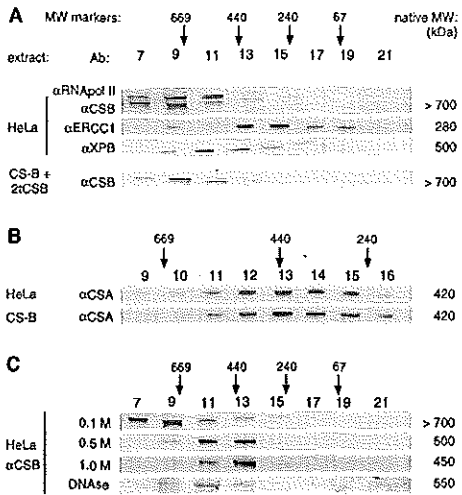 A MW markers: 669 440 240 67 native MW: (kDa)
extract: Ab: 7 9 11 13 15 17 19 21
αRNApol II
αCSB > 700
HeLa αERCC1 280
αXPB 500
CS-B + 2tCSB αCSB > 700
B 669 440 240
9 10 11 12 13 14 15 16
HeLa αCSA 420
CS-B αCSA 420
C 669 440 240 67
7 9 11 13 15 17 19 21
0.1 M > 700
HeLa 0.5 M 500
αCSB 1.0 M 450
DNAse 550